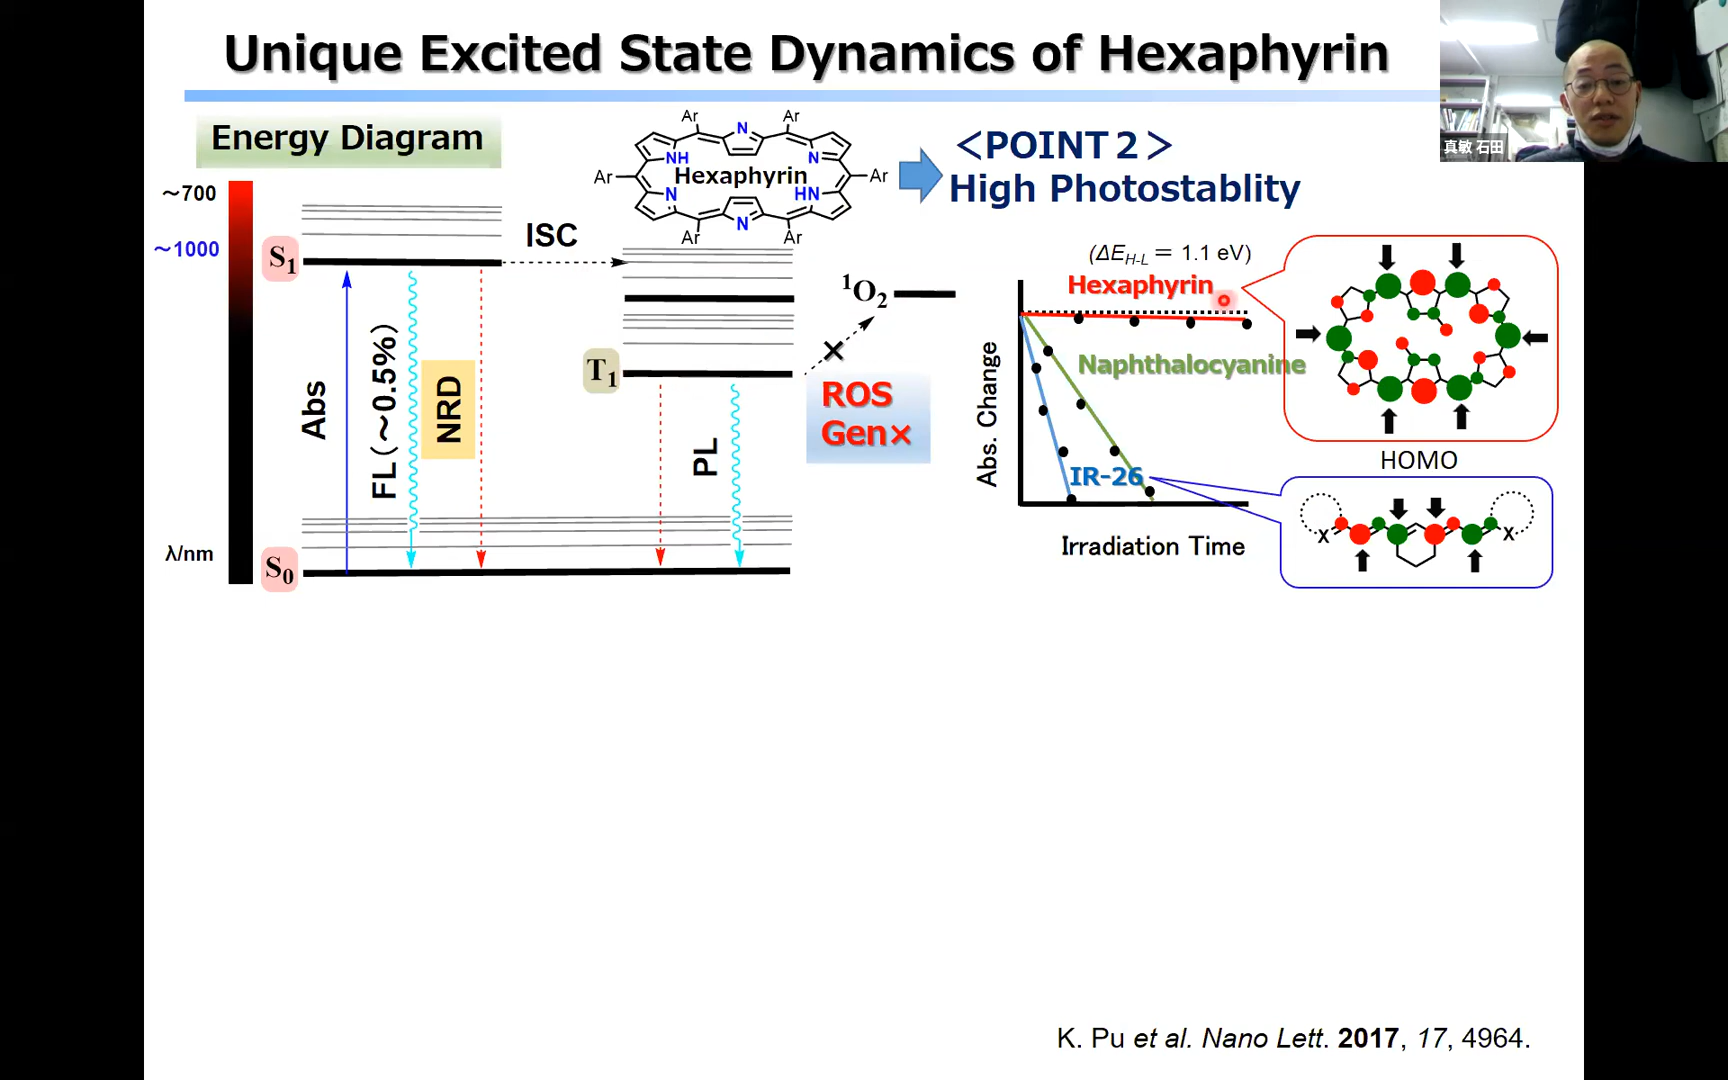 Unique Excited State Dynamics of Hexaphyrin
真敏 石田
Energy Diagram
~700
~1000
λ/nm
S1
S0
Abs
FL(~0.5%)
NRD
ISC
T1
PL
1O2
×
ROS
Gen×
Ar
Ar
N
NH
N
Ar
Hexaphyrin
Ar
N
HN
N
Ar
Ar
<POINT 2>
High Photostablity
(ΔEH-L = 1.1 eV)
Hexaphyrin
Naphthalocyanine
IR-26
Abs. Change
Irradiation Time
HOMO
X
X
K. Pu et al. Nano Lett. 2017, 17, 4964.